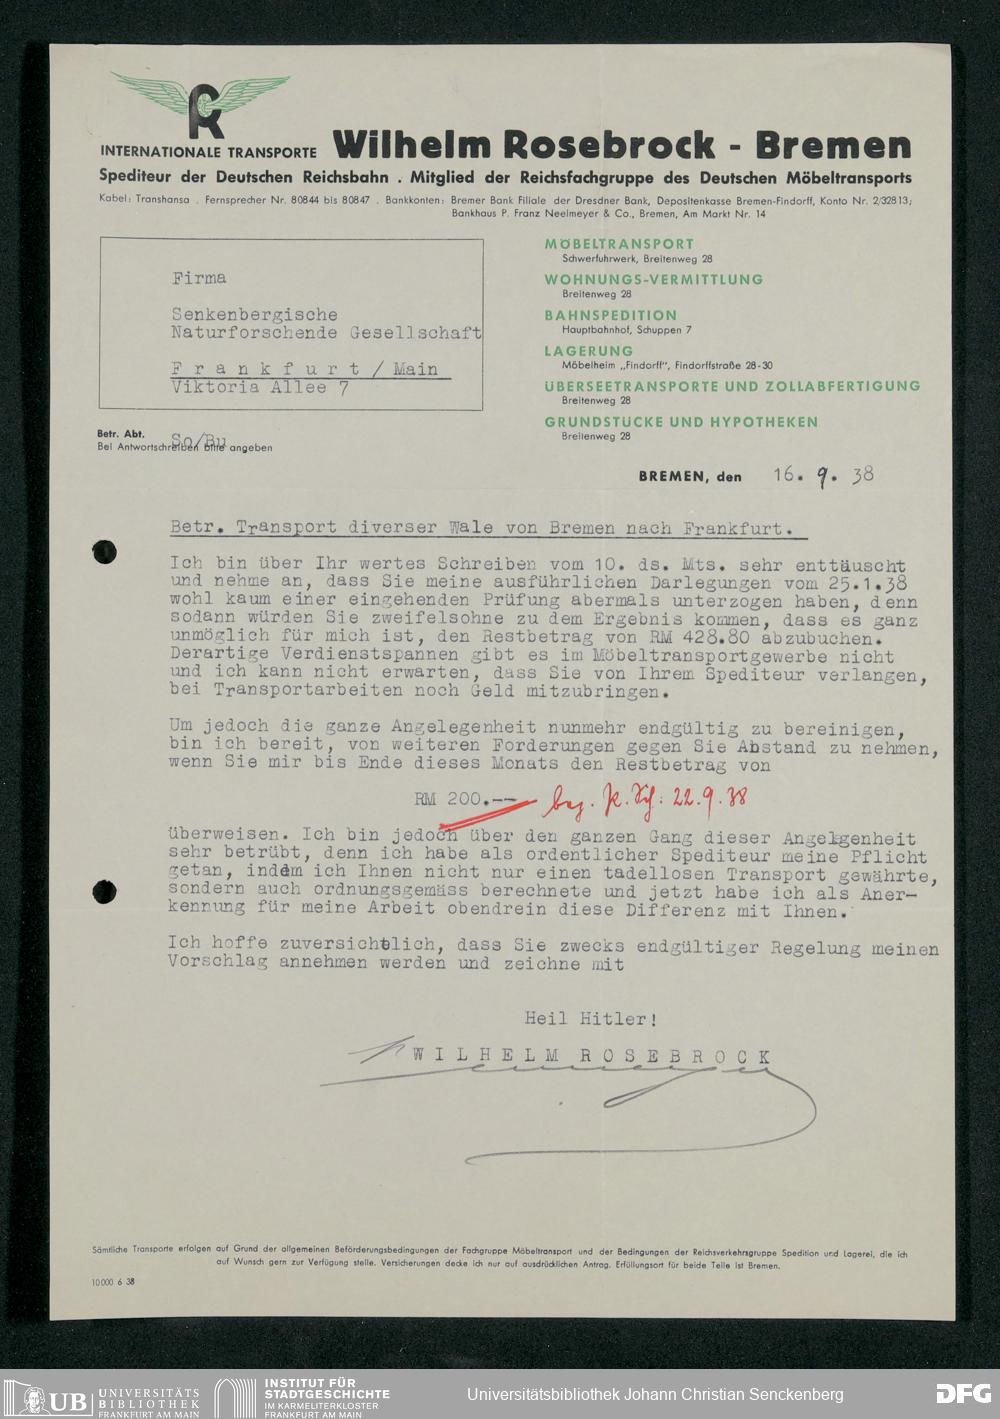 INTERNATIONALE TRANSPORTE Wilhelm Rosebrock - Bremen
Spediteur der Deutschen Reichsbahn . Mitglied der Reichsfachgruppe des Deutschen Möbeltransports
Kabel: Transhansa . Fernsprecher Nr. 80844 bis 80847 . Bankkonten: Bremer Bank Filiale der Dresdner Bank, Depositenkasse Bremen-Findorff, Konto Nr. 2/32813;
Bankhaus P. Franz Neelmeyer & Co., Bremen, Am Markt Nr. 14
Firma
Senkenbergische
Naturforschende Gesellschaft
Frankfurt/Main
Viktoria Allee 7
MÖBELTRANSPORT
Schwerfuhrwerk, Breitenweg 28
WOHNUNGS-VERMITTLUNG
Breitenweg 28
BAHNSPEDITION
Hauptbahnhof, Schuppen 7
LAGERUNG
Möbelheim „Findorff", Findorffstraße 28-30
ÜBERSEETRANSPORTE UND ZOLLABFERTIGUNG
Breitenweg 28
GRUNDSTÜCKE UND HYPOTHEKEN
Breitenweg 28
Betr. Abt. So/Bu
Bei Antwortschreiben bitte angeben
BREMEN, den 16. 9. 38
Betr. Transport diverser Wale von Bremen nach Frankfurt.
Ich bin über Ihr wertes Schreiben vom 10. ds. Mts. sehr enttäuscht
und nehme an, dass Sie meine ausführlichen Darlegungen vom 25.1.38
wohl kaum einer eingehenden Prüfung abermals unterzogen haben, denn
sodann würden Sie zweifelsohne zu dem Ergebnis kommen, dass es ganz
unmöglich für mich ist, den Restbetrag von RM 428.80 abzubuchen.
Derartige Verdienstspannen gibt es im Möbeltransportgewerbe nicht
und ich kann nicht erwarten, dass Sie von Ihrem Spediteur verlangen,
bei Transportarbeiten noch Geld mitzubringen.
Um jedoch die ganze Angelegenheit nunmehr endgültig zu bereinigen,
bin ich bereit, von weiteren Forderungen gegen Sie Abstand zu nehmen,
wenn Sie mir bis Ende dieses Monats den Restbetrag von
RM 200.-- 22.9.38
überweisen. Ich bin jedoch über den ganzen Gang dieser Angelgenheit
sehr betrübt, denn ich habe als ordentlicher Spediteur meine Pflicht
getan, indem ich Ihnen nicht nur einen tadellosen Transport gewährte,
sondern auch ordnungsgemäss berechnete und jetzt habe ich als Aner-
kennung für meine Arbeit obendrein diese Differenz mit Ihnen.
Ich hoffe zuversichtlich, dass Sie zwecks endgültiger Regelung meinen
Vorschlag annehmen werden und zeichne mit
Heil Hitler!
WILHELM ROSEBROCK
Sämtliche Transporte erfolgen auf Grund der allgemeinen Beförderungsbedingungen der Fachgruppe Möbeltransport und der Bedingungen der Reichsverkehrsgruppe Spedition und Lagerei, die ich
auf Wunsch gern zur Verfügung stelle. Versicherungen decke ich nur auf ausdrücklichen Antrag. Erfüllungsort für beide Teile ist Bremen.
10000 6 38
UB UNIVERSITÄTS
BIBLIOTHEK
FRANKFURT AM MAIN
INSTITUT FÜR
STADTGESCHICHTE
IM KARMELITERKLOSTER
FRANKFURT AM MAIN
Universitätsbibliothek Johann Christian Senckenberg
DFG